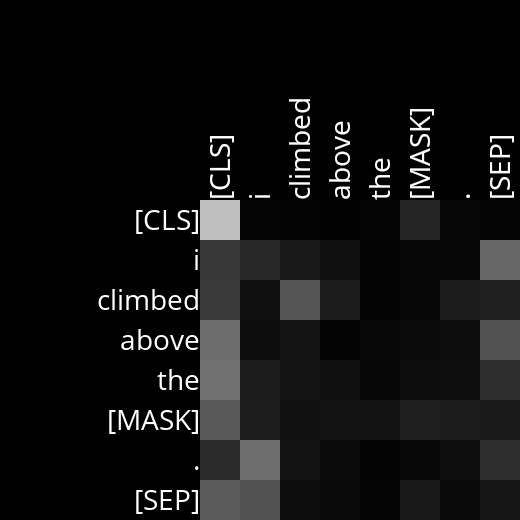 [CLS] i climbed above the [MASK] . [SEP]
[CLS]
i
climbed
above
the
[MASK]
.
[SEP]